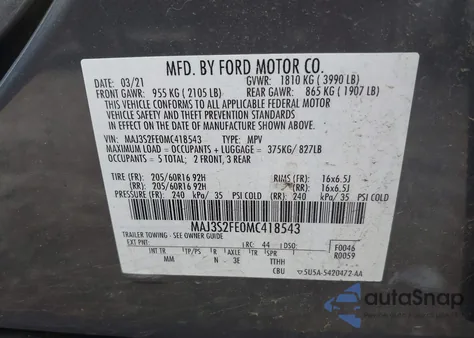 MFD. BY FORD MOTOR CO.
03/21 GVWR: 1810 KG ( 3990 LB)
FRONT GAWR: 955 KG ( 2105 LB) REAR GAWR: 865 KG ( 1907 LB)
THIS VEHICLE CONFORMS TO ALL APPLICABLE FEDERAL MOTOR
VEHICLE SAFETY AND THEFT PREVENTION STANDARDS IN
EFFECT ON THE DATE OF MANUFACTURE SHOWN ABOVE.
VIN: MAJ3S2FE0MC418543 TYPE: MPV
MAXIMUM LOAD = OCCUPANTS + LUGGAGE = 375KG / 827LB
OCCUPANTS = 5 TOTAL: 2 FRONT, 3 REAR
TIRE (FR): 205/60R16 92H RIMS (FR): 16x6.5J
(RR): 205/60R16 92H (RR): 16x6.5J
PRESSURE (FR) 240 kPa/ 35 PSI COLD (RR) 240 kPa/ 35 PSI COLD
MAJ3S2FE0MC418543
TRAILER TOWING - SEE OWNER GUIDE
EXT PNT: RC: 44 DSO: F0046
INT TR TP/PS R AXLE TR SPR R0059
MM N 3E TTHH
CBU 5U5A-5420472-AA
autoSnap